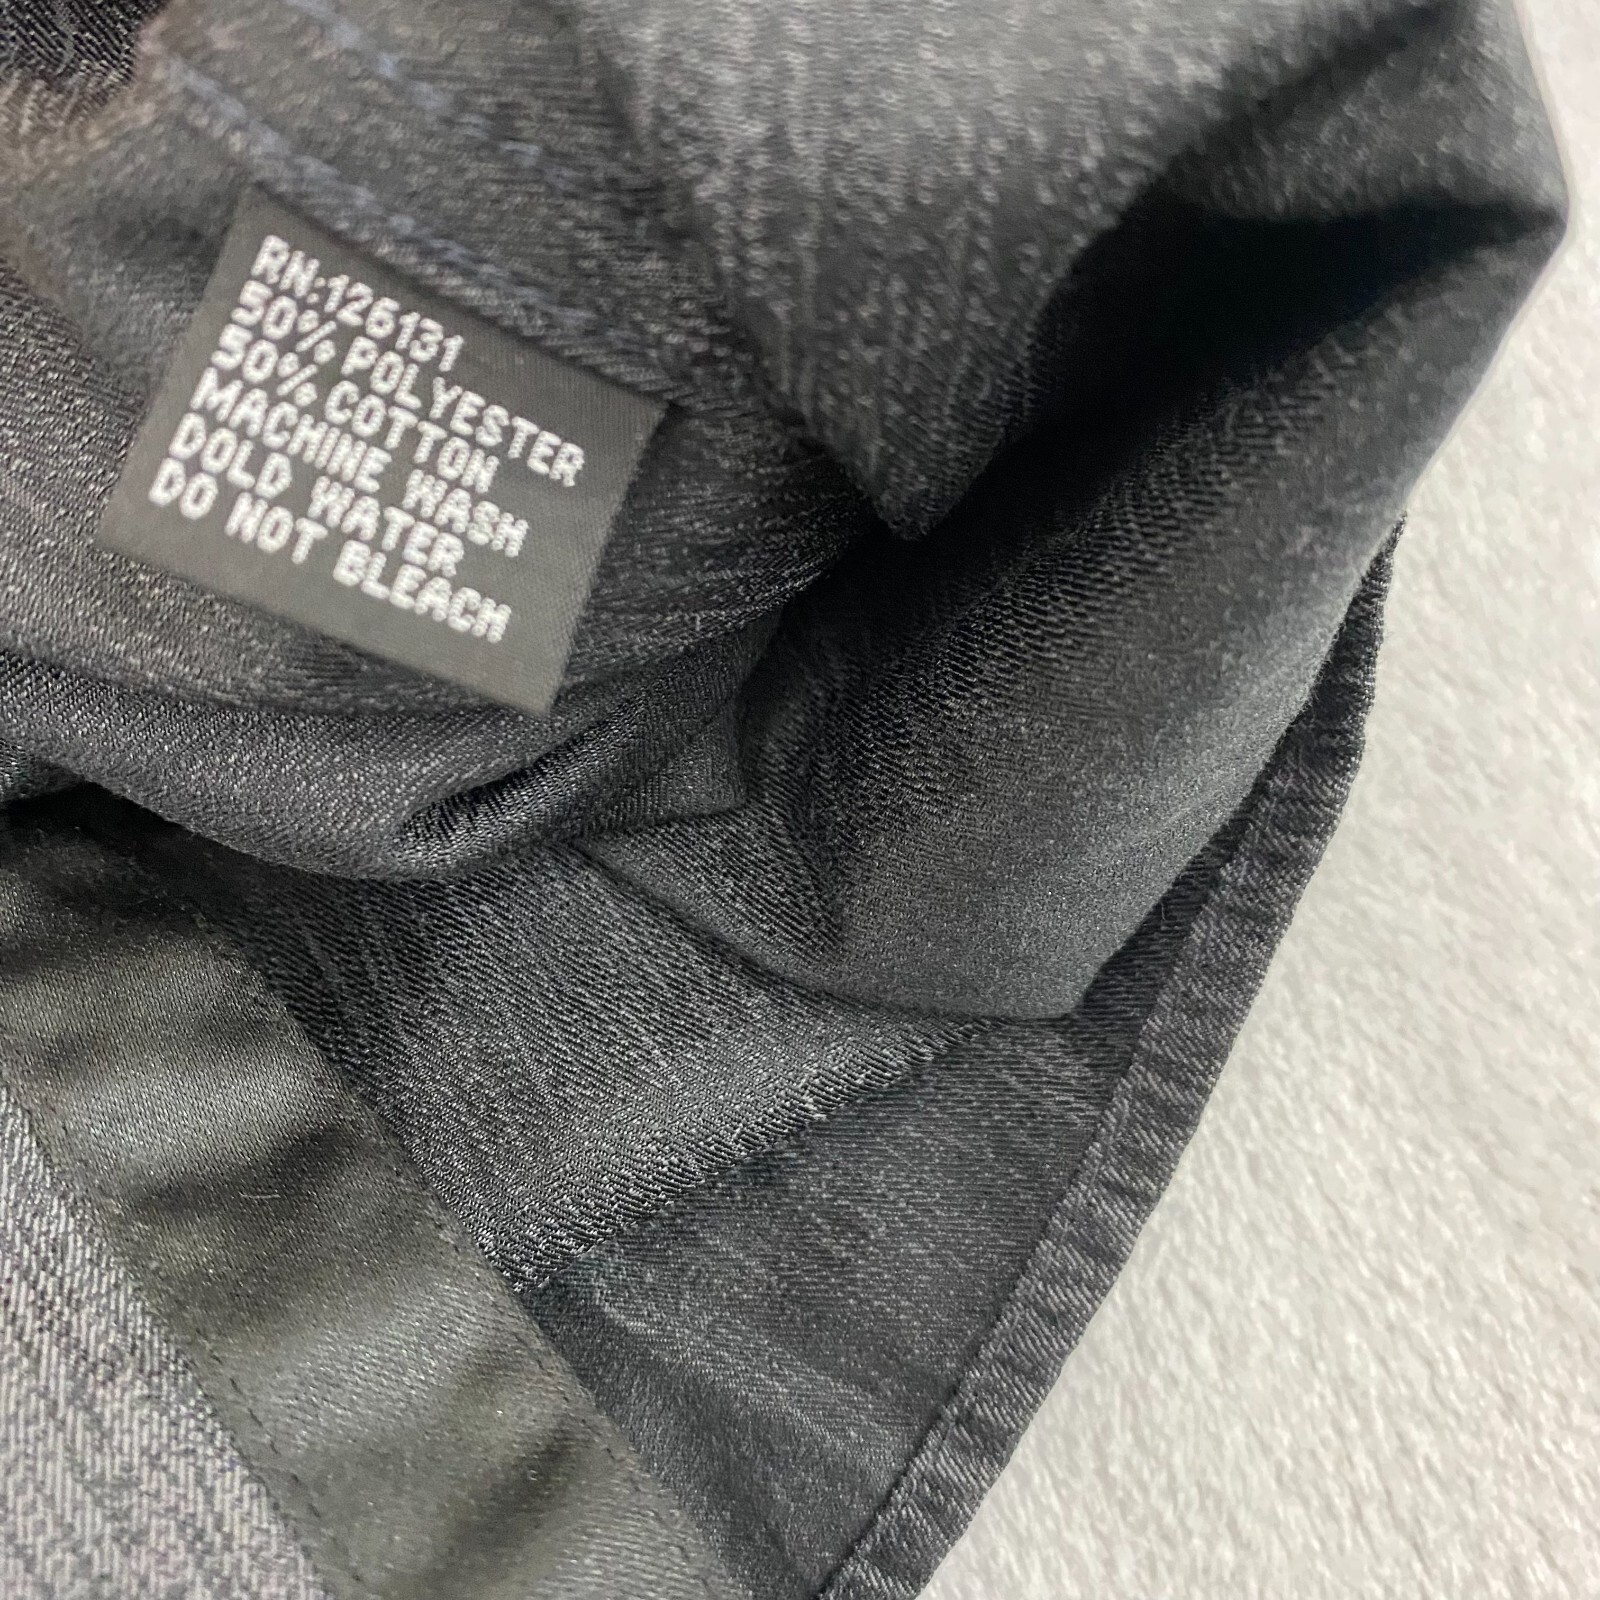 RN:126131
50% POLYESTER
50% COTTON
MACHINE WASH
DOLD WATER
DO NOT BLEACH